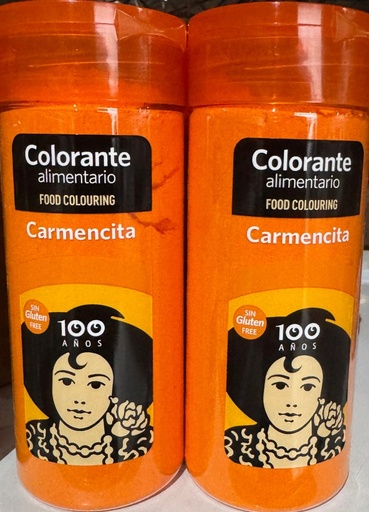 Colorante
alimentario
FOOD COLOURING
Carmencita
SIN
Gluten
FREE
100
AÑOS
Colorante
alimentario
FOOD COLOURING
Carmencita
SIN
Gluten
FREE
100
AÑOS